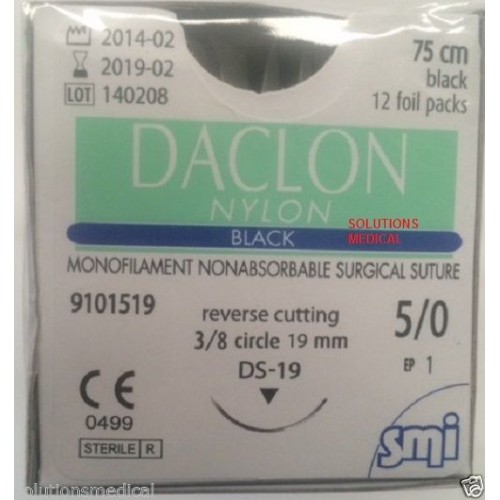 2014-02
2019-02
LOT 140208
75 cm
black
12 foil packs
DACLON
NYLON
BLACK
SOLUTIONS
MEDICAL
MONOFILAMENT NONABSORBABLE SURGICAL SUTURE
9101519
reverse cutting
3/8 circle 19 mm
DS-19
5/0
EP 1
CE
0499
STERILE R
smi
olutionsmedical